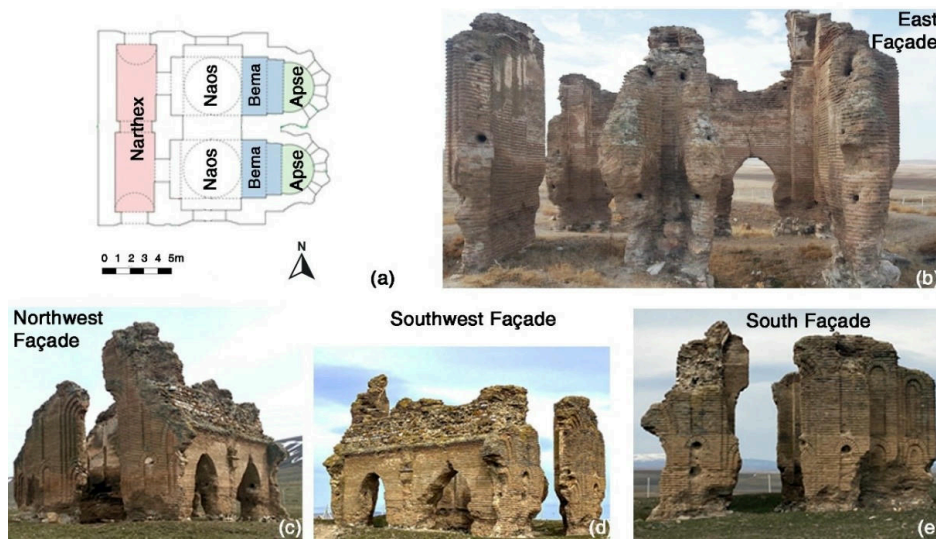 Narthex
Naos
Bema
Apse
Naos
Bema
Apse
0 1 2 3 4 5m
N
(a)
East
Façade
(b)
Northwest
Façade
(c)
Southwest Façade
(d)
South Façade
(e)